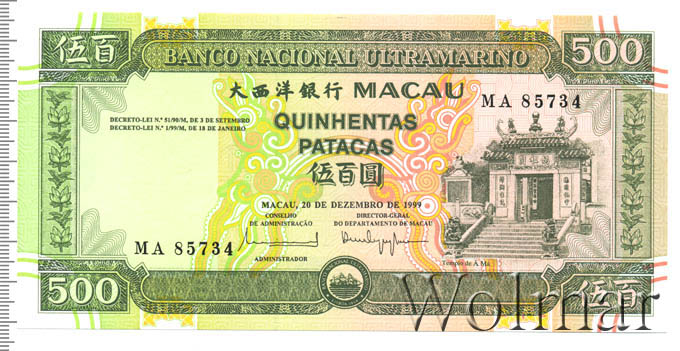 伍百 BANCO NACIONAL ULTRAMARINO 500
大西洋銀行 MACAU
MA 85734
DECRETO-LEI N.º 51/90/M, DE 3 DE SETEMBRO
DECRETO-LEI N.º 1/99/M, DE 18 DE JANEIRO
QUINHENTAS
PATACAS
伍百圓
MACAU, 20 DE DEZEMBRO DE 1999
CONSELHO
DE ADMINISTRAÇÃO
DIRECTOR-GERAL
DO DEPARTAMENTO DE MACAU
MA 85734
ADMINISTRADOR
Templo de Á Má
500 伍百
Wolmar